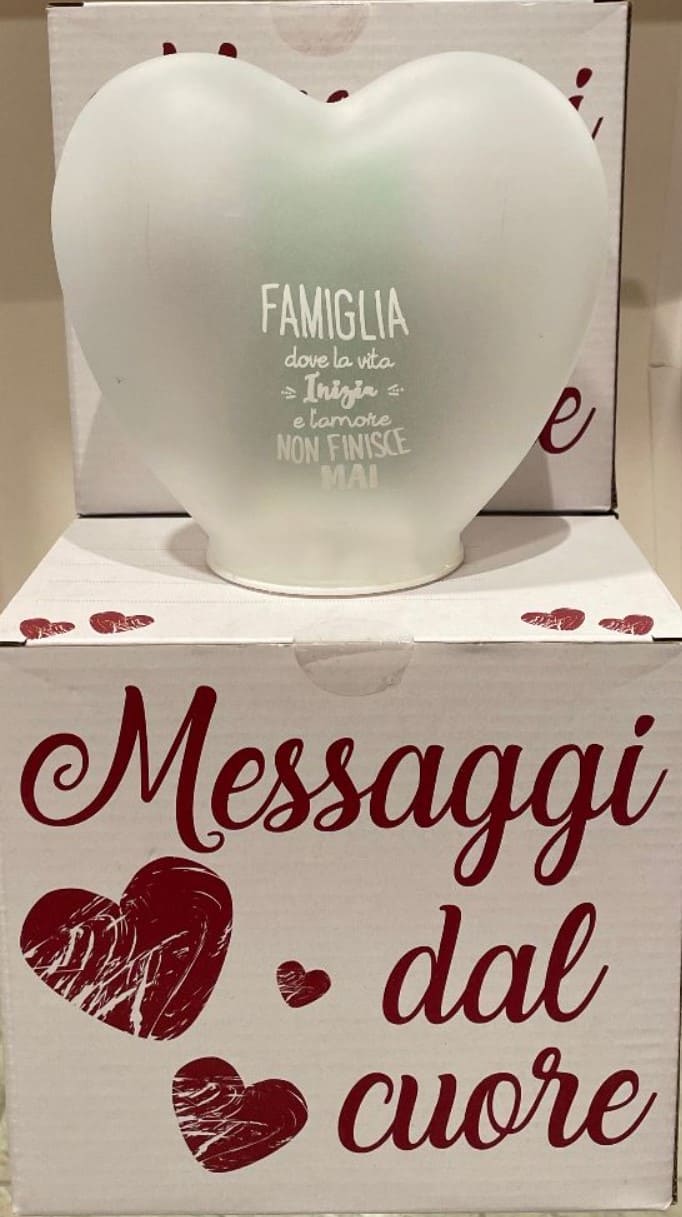 FAMIGLIA
dove la vita
Inizia
e l'amore
NON FINISCE
MAI
Messaggi
dal
cuore